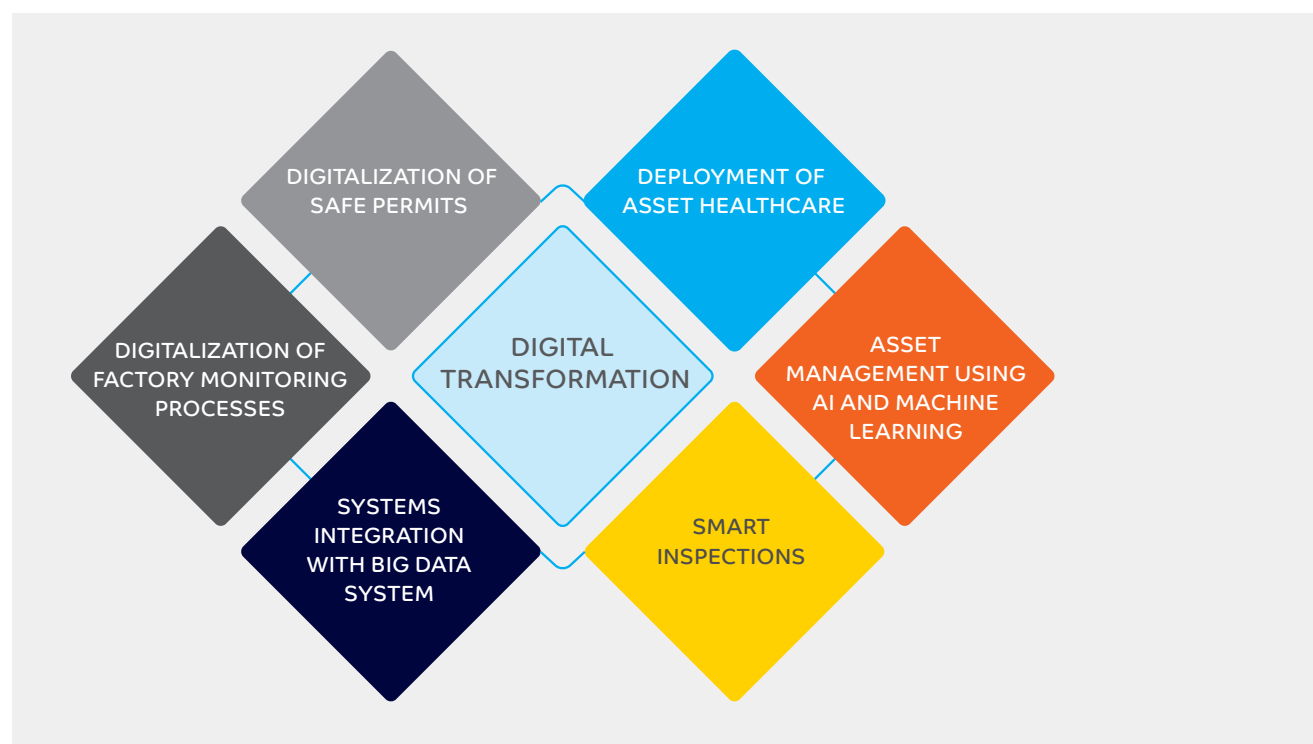 DIGITALIZATION OF
SAFE PERMITS
DEPLOYMENT OF
ASSET HEALTHCARE
DIGITALIZATION OF
FACTORY MONITORING
PROCESSES
DIGITAL
TRANSFORMATION
ASSET
MANAGEMENT USING
AI AND MACHINE
LEARNING
SYSTEMS
INTEGRATION
WITH BIG DATA
SYSTEM
SMART
INSPECTIONS